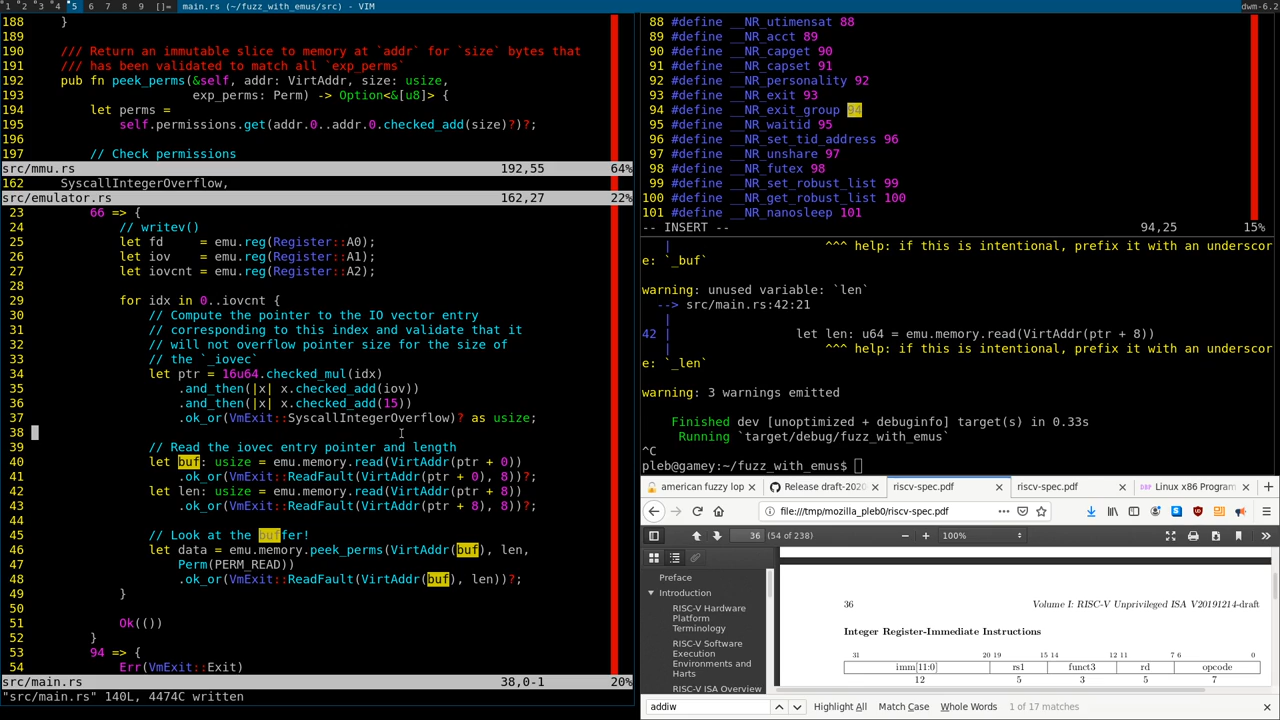 1 2 3 4 5 6 7 8 9 []= main.rs (~/fuzz_with_emus/src) - VIM
dwm-6.2
188     }
189
190     /// Return an immutable slice to memory at `addr` for `size` bytes that
191     /// has been validated to match all `exp_perms`
192     pub fn peek_perms(&self, addr: VirtAddr, size: usize,
193                       exp_perms: Perm) -> Option<&[u8]> {
194         let perms =
195             self.permissions.get(addr.0..addr.0.checked_add(size)?)?;
196
197         // Check permissions
src/mmu.rs 192,55 64%
162     SyscallIntegerOverflow,
src/emulator.rs 162,27 22%
23         66 => {
24             // writev()
25             let fd     = emu.reg(Register::A0);
26             let iov    = emu.reg(Register::A1);
27             let iovcnt = emu.reg(Register::A2);
28
29             for idx in 0..iovcnt {
30                 // Compute the pointer to the IO vector entry
31                 // corresponding to this index and validate that it
32                 // will not overflow pointer size for the size of
33                 // the `_iovec`
34                 let ptr = 16u64.checked_mul(idx)
35                     .and_then(|x| x.checked_add(iov))
36                     .and_then(|x| x.checked_add(15))
37                     .ok_or(VmExit::SyscallIntegerOverflow)? as usize;
38
39                 // Read the iovec entry pointer and length
40                 let buf: usize = emu.memory.read(VirtAddr(ptr + 0))
41                     .ok_or(VmExit::ReadFault(VirtAddr(ptr + 0), 8))?;
42                 let len: usize = emu.memory.read(VirtAddr(ptr + 8))
43                     .ok_or(VmExit::ReadFault(VirtAddr(ptr + 8), 8))?;
44
45                 // Look at the buffer!
46                 let data = emu.memory.peek_perms(VirtAddr(buf), len,
47                     Perm(PERM_READ))
48                     .ok_or(VmExit::ReadFault(VirtAddr(buf), len))?;
49             }
50
51             Ok(())
52         }
53         94 => {
54             Err(VmExit::Exit)
src/main.rs 38,0-1 20%
"src/main.rs" 140L, 4474C written
88 #define __NR_utimensat 88
89 #define __NR_acct 89
90 #define __NR_capget 90
91 #define __NR_capset 91
92 #define __NR_personality 92
93 #define __NR_exit 93
94 #define __NR_exit_group 94
95 #define __NR_waitid 95
96 #define __NR_set_tid_address 96
97 #define __NR_unshare 97
98 #define __NR_futex 98
99 #define __NR_set_robust_list 99
100 #define __NR_get_robust_list 100
101 #define __NR_nanosleep 101
-- INSERT -- 94,25 15%
   |                     ^^^ help: if this is intentional, prefix it with an underscor
e: `_buf`

warning: unused variable: `len`
  --> src/main.rs:42:21
   |
42 |                 let len: u64 = emu.memory.read(VirtAddr(ptr + 8))
   |                     ^^^ help: if this is intentional, prefix it with an underscor
e: `_len`

warning: 3 warnings emitted

    Finished dev [unoptimized + debuginfo] target(s) in 0.33s
     Running `target/debug/fuzz_with_emus`
^C
pleb@gamey:~/fuzz_with_emus$
american fuzzy lop
Release draft-2020
riscv-spec.pdf
riscv-spec.pdf
Linux x86 Program
file:///tmp/mozilla_pleb0/riscv-spec.pdf
36 (54 of 238)
100%
Preface
Introduction
RISC-V Hardware
Platform
Terminology
RISC-V Software
Execution
Environments and
Harts
RISC-V ISA Overview
36 Volume I: RISC-V Unprivileged ISA V20191214-draft
Integer Register-Immediate Instructions
31 20 19 15 14 12 11 7 6 0
imm[11:0] rs1 funct3 rd opcode
12 5 3 5 7
addiw
Highlight All
Match Case
Whole Words
1 of 17 matches